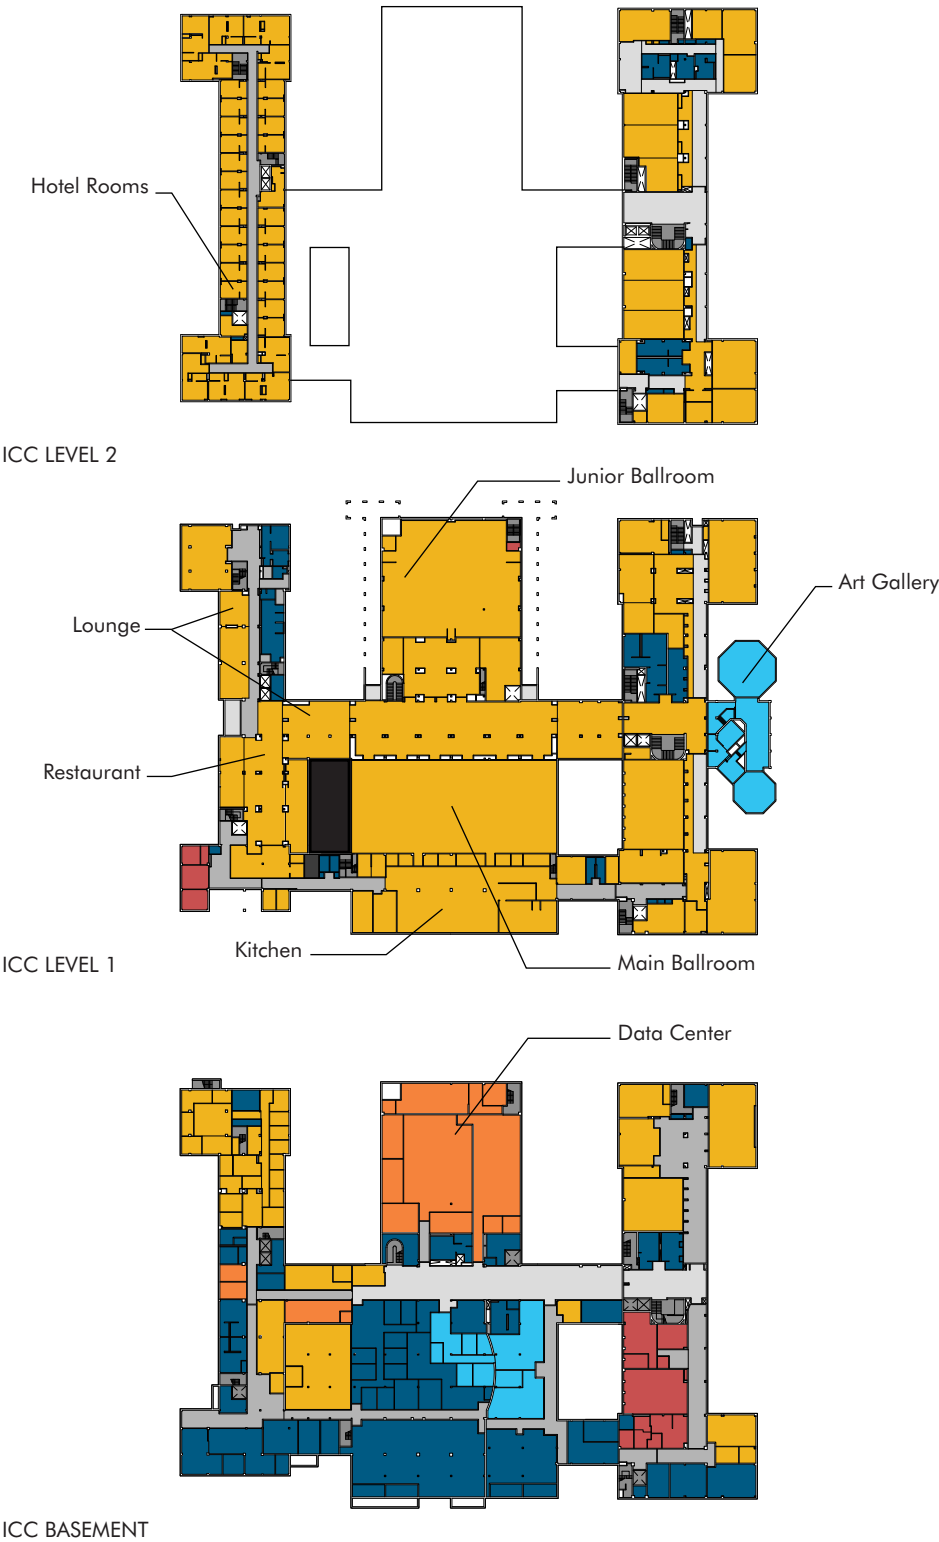 Hotel Rooms
ICC LEVEL 2
Junior Ballroom
Art Gallery
Lounge
Restaurant
Kitchen
Main Ballroom
ICC LEVEL 1
Data Center
ICC BASEMENT